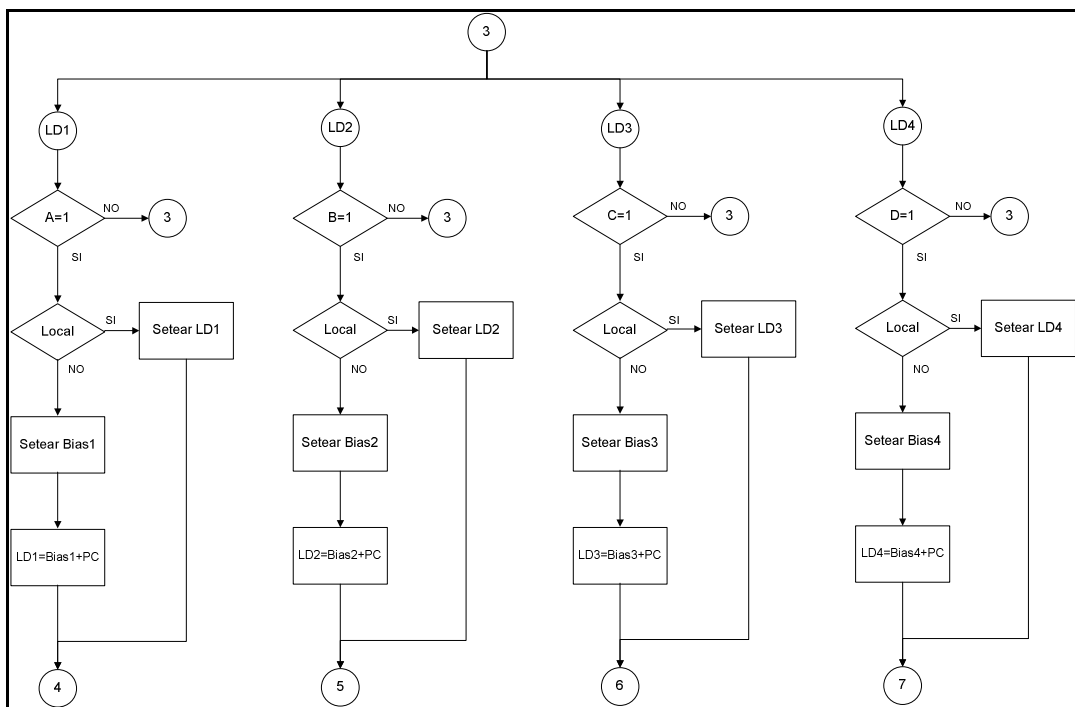 3
LD1
LD2
LD3
LD4
A=1
NO
3
B=1
NO
3
C=1
NO
3
D=1
NO
3
SI
SI
SI
SI
Local
SI
Setear LD1
Local
SI
Setear LD2
Local
SI
Setear LD3
Local
SI
Setear LD4
NO
NO
NO
NO
Setear Bias1
Setear Bias2
Setear Bias3
Setear Bias4
LD1=Bias1+PC
LD2=Bias2+PC
LD3=Bias3+PC
LD4=Bias4+PC
4
5
6
7